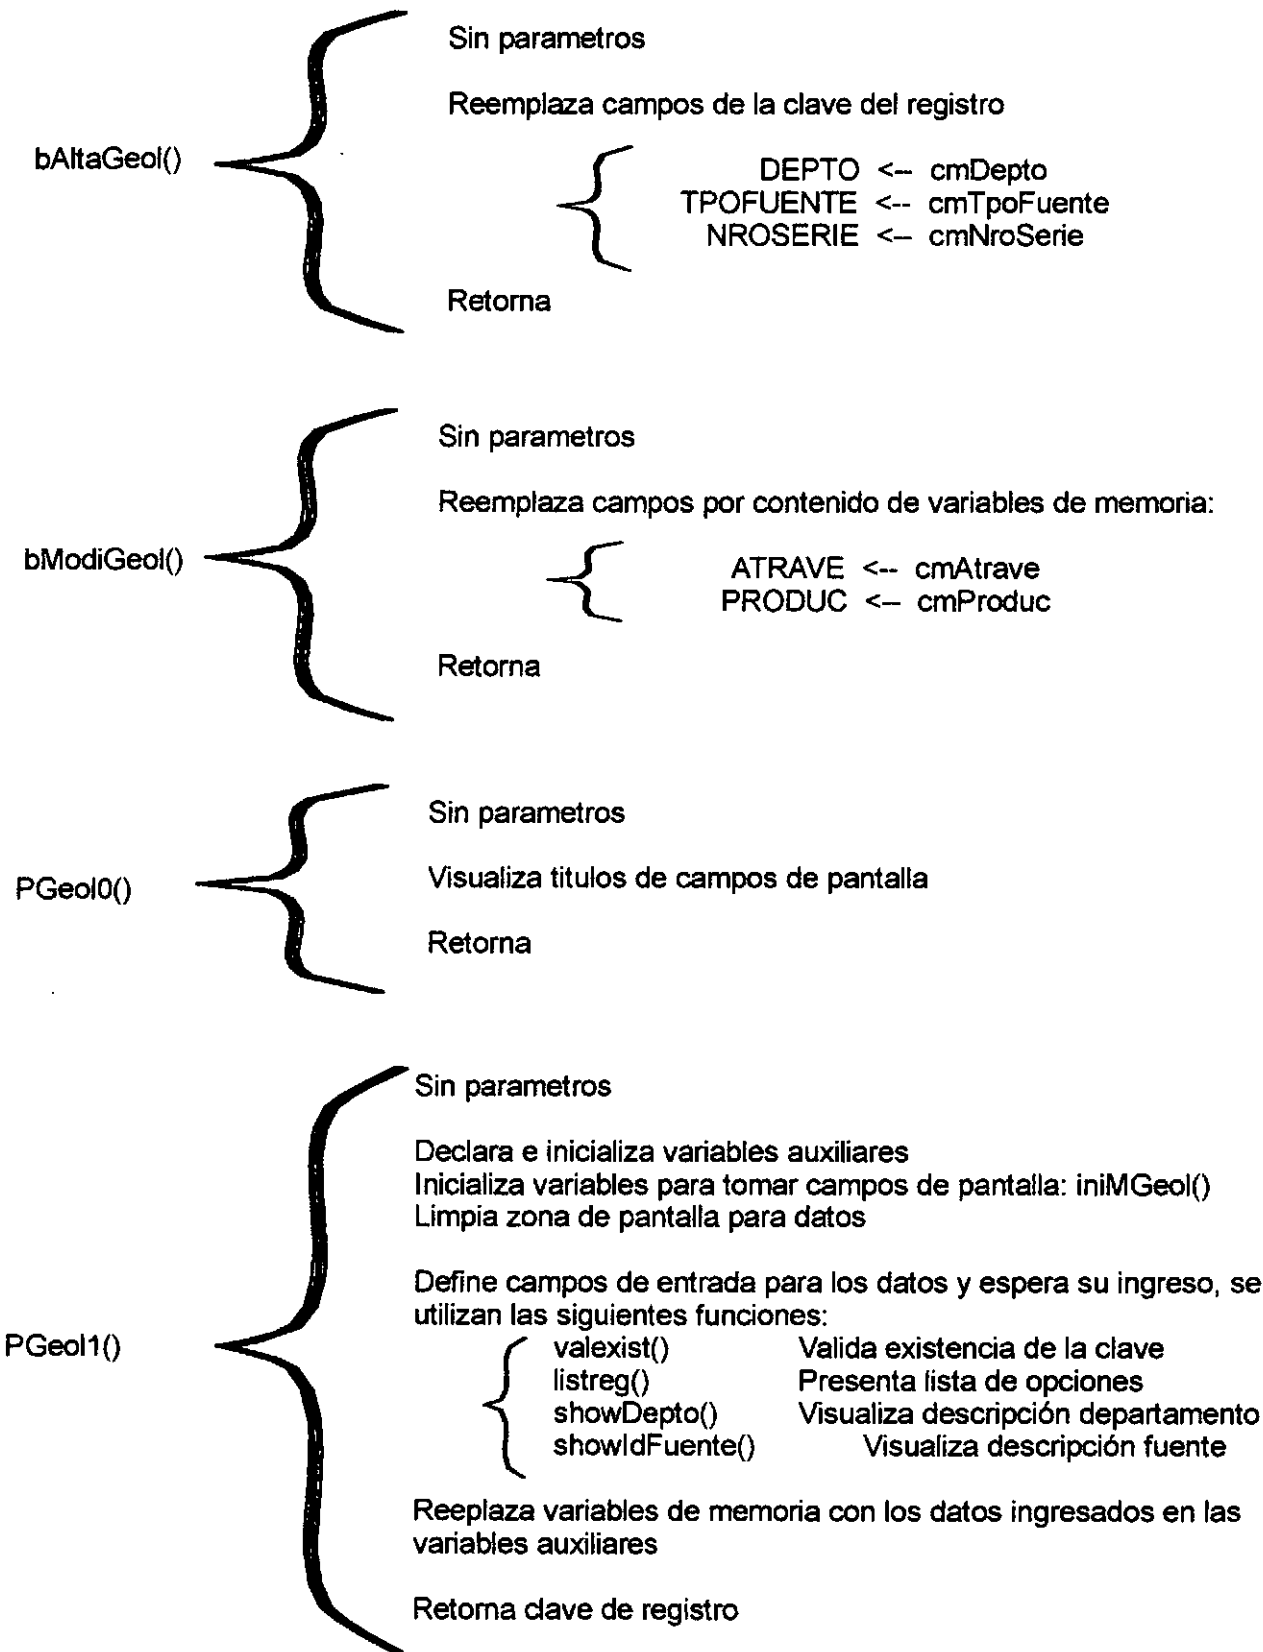 Sin parametros
Reemplaza campos de la clave del registro
bAltaGeol()
DEPTO <-- cmDepto
TPOFUENTE <-- cmTpoFuente
NROSERIE <-- cmNroSerie
Retorna
Sin parametros
Reemplaza campos por contenido de variables de memoria:
bModiGeol()
ATRAVE <-- cmAtrave
PRODUC <-- cmProduc
Retorna
Sin parametros
PGeol0()
Visualiza titulos de campos de pantalla
Retorna
Sin parametros
Declara e inicializa variables auxiliares
Inicializa variables para tomar campos de pantalla: iniMGeol()
Limpia zona de pantalla para datos
Define campos de entrada para los datos y espera su ingreso, se
utilizan las siguientes funciones:
PGeol1()
valexist() Valida existencia de la clave
listreg() Presenta lista de opciones
showDepto() Visualiza descripción departamento
showIdFuente() Visualiza descripción fuente
Reeplaza variables de memoria con los datos ingresados en las
variables auxiliares
Retorna clave de registro